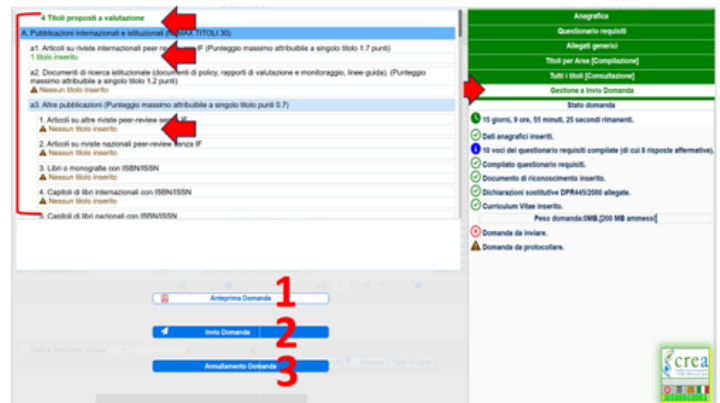 4 Titoli proposti a valutazione
A. Pubblicazioni internazionali e istituzionali MAX TITOLI 30)
a1. Articoli su riviste internazionali peer IF (Punteggio massimo attribuibile a singolo titolo 1.7 punti)
1 titolo inserito
a2. Documenti di ricerca istituzionale (documenti di policy, rapporti di valutazione e monitoraggio, linee guida). (Punteggio
massimo attribuibile a singolo titolo 1.2 punti)
Nessun titolo inserito
a3. Altre pubblicazioni (Punteggio massimo attribuibile a singolo titolo punti 0.7)
1. Articoli su altre riviste peer-review senza IF
Nessun titolo inserito
2. Articoli su riviste nazionali peer-review senza IF
Nessun titolo inserito
3. Libri o monografie con ISBN/ISSN
Nessun titolo inserito
4. Capitoli di libri internazionali con ISBN/ISSN
Nessun titolo inserito
5. Capitoli di libri nazionali con ISBN/ISSN
Anteprima Domanda
1
Invio Domanda
2
Annullamento Domanda
3
Anagrafica
Questionario requisiti
Allegati generici
Titoli per Area [Compilazione]
Tutti i titoli [Consultazione]
Gestione e Invio Domanda
Stato domanda
15 giorni, 9 ore, 55 minuti, 25 secondi rimanenti.
Dati anagrafici inseriti.
10 voci del questionario requisiti compilate (di cui 8 risposte affermative).
Compilato questionario requisiti.
Documento di riconoscimento inserito.
Dichiarazioni sostitutive DPR445/2000 allegate.
Curriculum Vitae inserito.
Peso domanda:0MB.[200 MB ammessi]
Domanda da inviare.
Domanda da protocollare.
crea